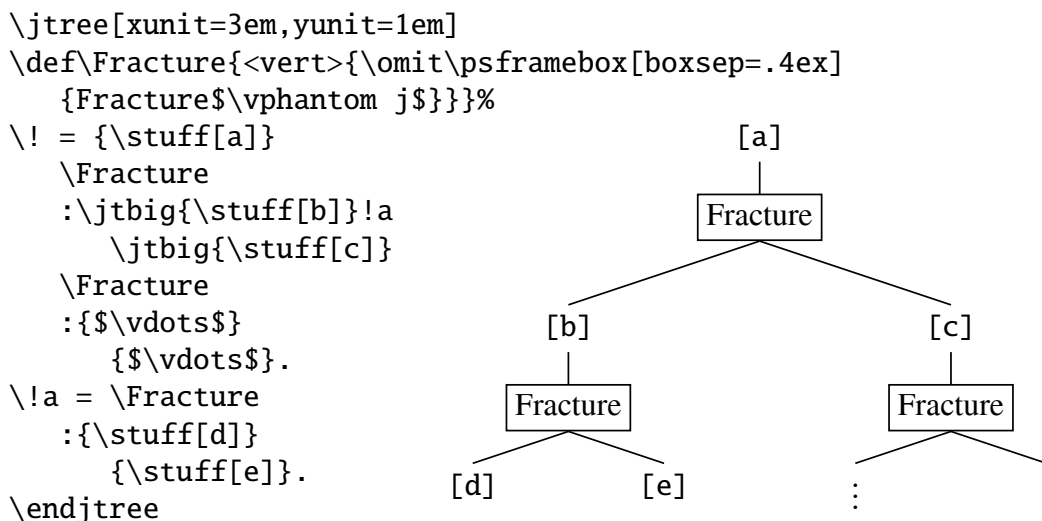 \jtree[xunit=3em,yunit=1em]
\def\Fracture{<vert>{\omit\psframebox[boxsep=.4ex]
{Fracture$\vphantom j$}}}%
\! = {\stuff[a]}
\Fracture
:\jtbig{\stuff[b]}!a
\jtbig{\stuff[c]}
\Fracture
:{$\vdots$}
{$\vdots$}.
\!a = \Fracture
:{\stuff[d]}
{\stuff[e]}.
\endjtree
[a]
Fracture
[b] [c]
Fracture Fracture
[d] [e] ⋮